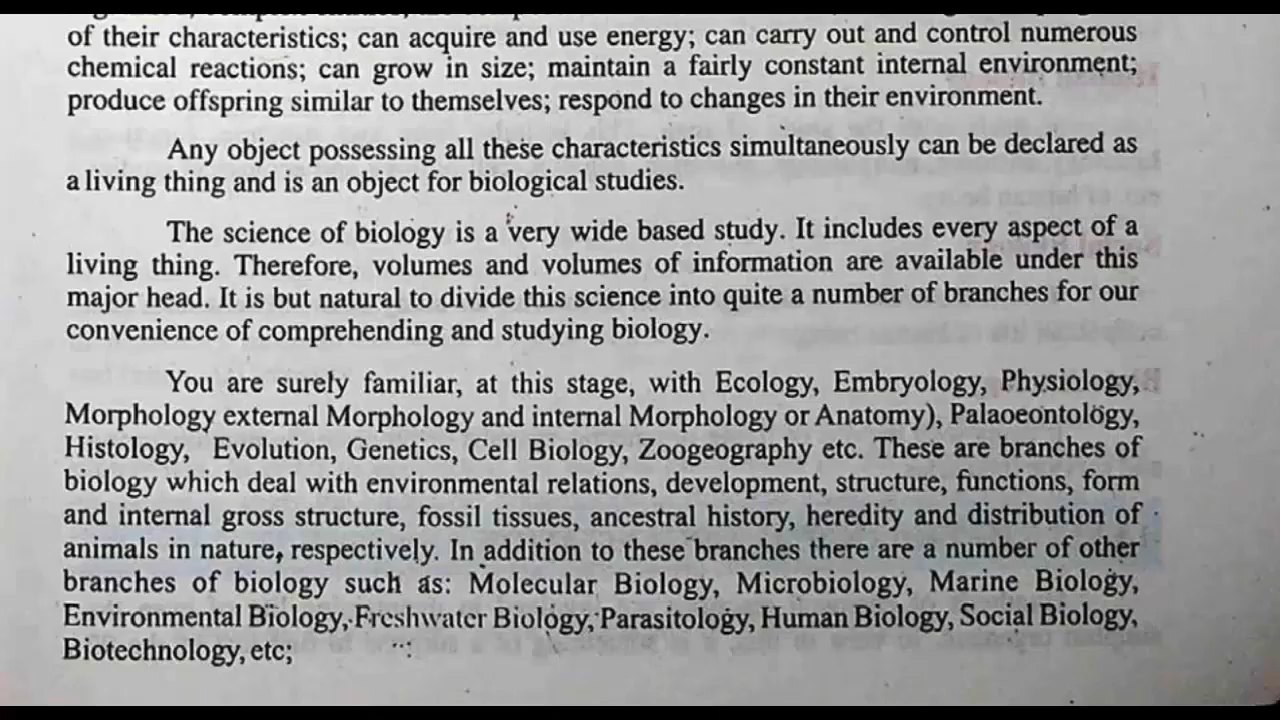 of their characteristics; can acquire and use energy; can carry out and control numerous
chemical reactions; can grow in size; maintain a fairly constant internal environment;
produce offspring similar to themselves; respond to changes in their environment.
Any object possessing all these characteristics simultaneously can be declared as
a living thing and is an object for biological studies.
The science of biology is a very wide based study. It includes every aspect of a
living thing. Therefore, volumes and volumes of information are available under this
major head. It is but natural to divide this science into quite a number of branches for our
convenience of comprehending and studying biology.
You are surely familiar, at this stage, with Ecology, Embryology, Physiology,
Morphology external Morphology and internal Morphology or Anatomy), Palaoeontology,
Histology, Evolution, Genetics, Cell Biology, Zoogeography etc. These are branches of
biology which deal with environmental relations, development, structure, functions, form
and internal gross structure, fossil tissues, ancestral history, heredity and distribution of
animals in nature, respectively. In addition to these branches there are a number of other
branches of biology such as: Molecular Biology, Microbiology, Marine Biology,
Environmental Biology, Freshwater Biology, Parasitology, Human Biology, Social Biology,
Biotechnology, etc;